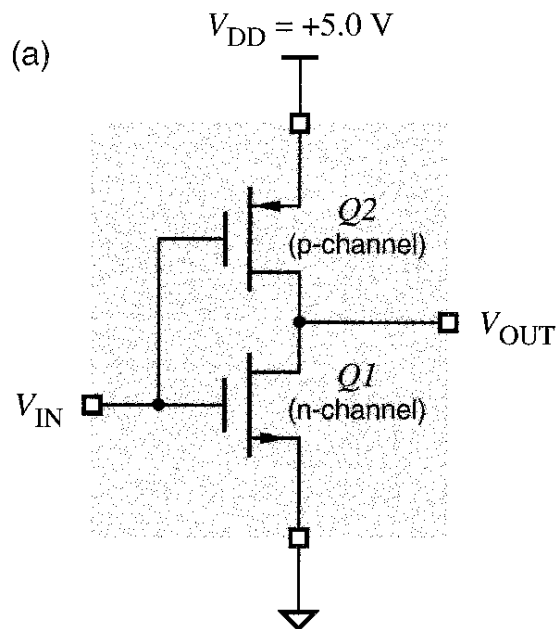 V_DD = +5.0 V
(a)
Q2
(p-channel)
V_OUT
Q1
(n-channel)
V_IN